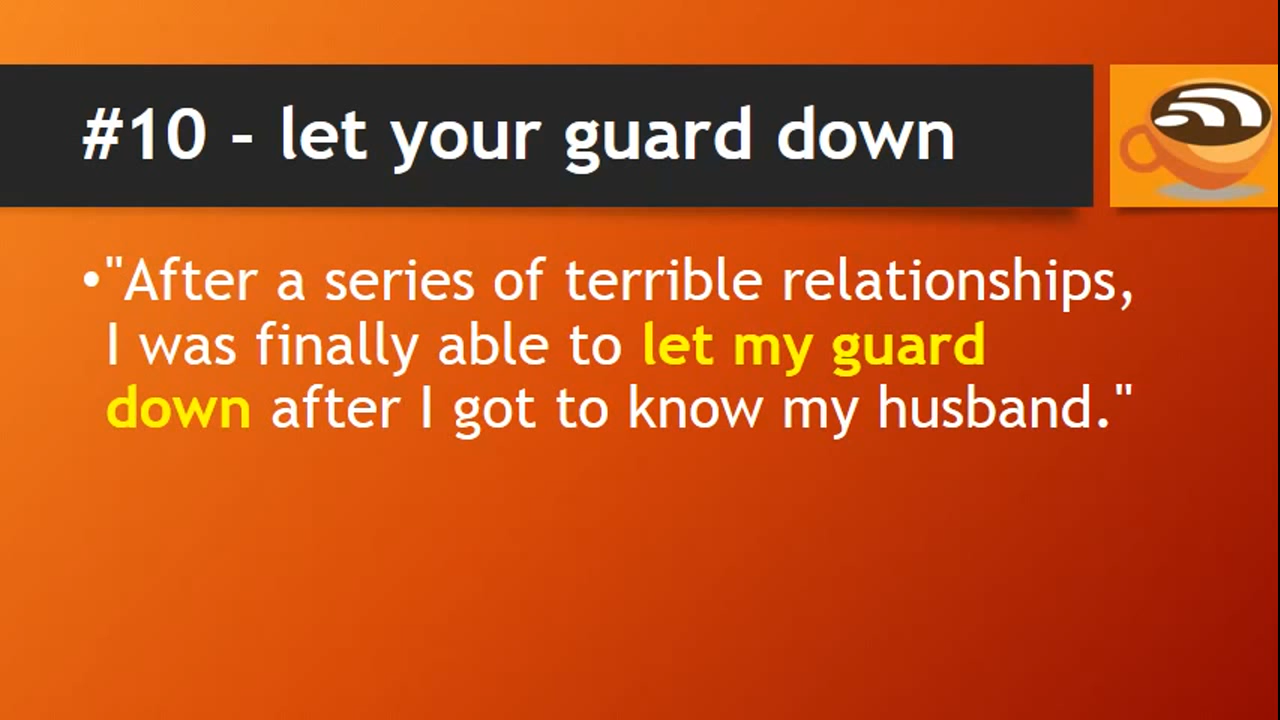 #10 - let your guard down
•"After a series of terrible relationships,
I was finally able to let my guard
down after I got to know my husband."